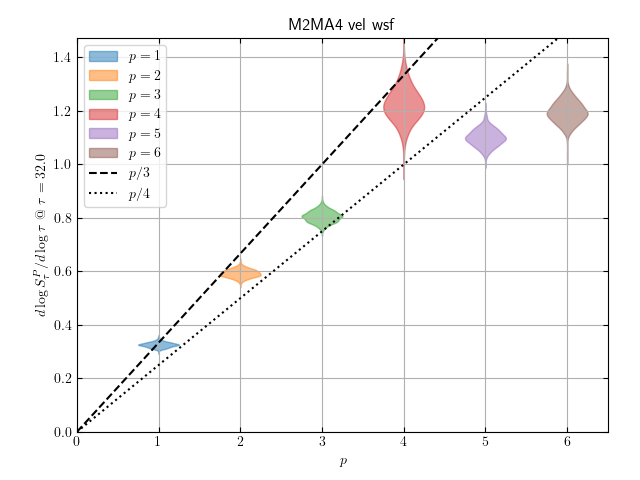 M2MA4 vel wsf
d log S_τ^P / d log τ @ τ = 32.0
1.4
1.2
1.0
0.8
0.6
0.4
0.2
0.0
p = 1
p = 2
p = 3
p = 4
p = 5
p = 6
p/3
p/4
0 1 2 3 4 5 6
p